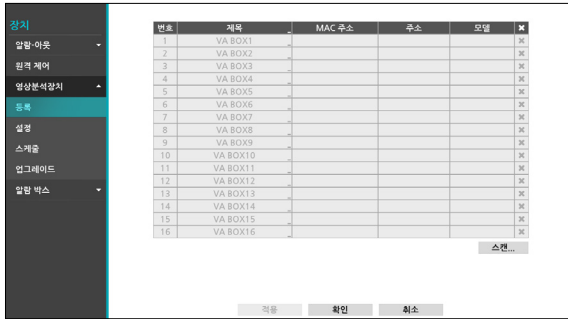 장치
알람-아웃
원격 제어
영상분석장치
등록
설정
스케줄
업그레이드
알람 박스
번호 제목 ... MAC 주소 주소 모델 ✖
1 VA BOX1 ... ✖
2 VA BOX2 ... ✖
3 VA BOX3 ... ✖
4 VA BOX4 ... ✖
5 VA BOX5 ... ✖
6 VA BOX6 ... ✖
7 VA BOX7 ... ✖
8 VA BOX8 ... ✖
9 VA BOX9 ... ✖
10 VA BOX10 ... ✖
11 VA BOX11 ... ✖
12 VA BOX12 ... ✖
13 VA BOX13 ... ✖
14 VA BOX14 ... ✖
15 VA BOX15 ... ✖
16 VA BOX16 ... ✖
스캔...
적용 확인 취소